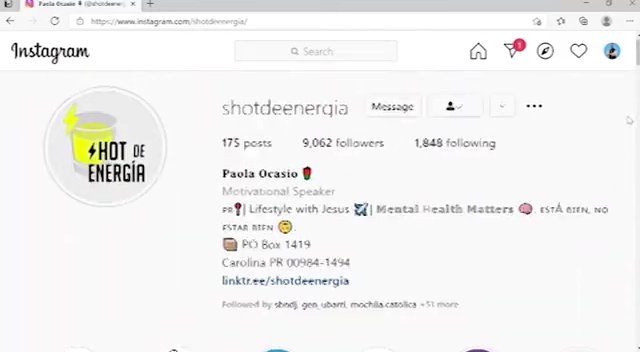 Paola Ocasio
https://www.instagram.com/shotdeenergia/
Instagram
Search
1
shotdeenergia
Message
175 posts
9,062 followers
1,848 following
SHOT DE
ENERGÍA
Paola Ocasio 🌹
Motivational Speaker
PR📍| Lifestyle with Jesus ✈️| Mental Health Matters 🧠. ESTÁ BIEN, NO
ESTAR BIEN 🙃.
📦 PO Box 1419
Carolina PR 00984-1494
linktr.ee/shotdeenergia
Followed by sbndj, gen_ubarri, mochila.catolica +51 more